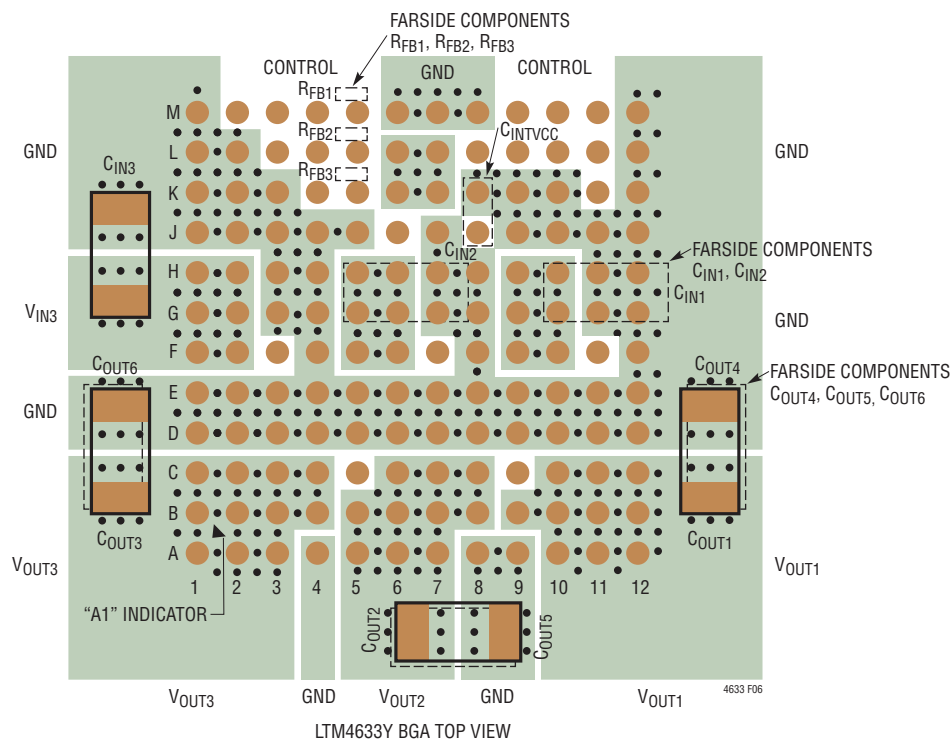 FARSIDE COMPONENTS
RFB1, RFB2, RFB3
CONTROL
GND
CONTROL
RFB1
M
CINTVCC
RFB2
GND
L
GND
CIN3
RFB3
K
J
CIN2
FARSIDE COMPONENTS
CIN1, CIN2
H
CIN1
VIN3
G
GND
F
COUT6
COUT4
FARSIDE COMPONENTS
COUT4, COUT5, COUT6
E
GND
D
C
B
COUT3
COUT1
A
VOUT3
VOUT1
1 2 3 4 5 6 7 8 9 10 11 12
"A1" INDICATOR
COUT2
COUT5
4633 F06
VOUT3 GND VOUT2 GND VOUT1
LTM4633Y BGA TOP VIEW